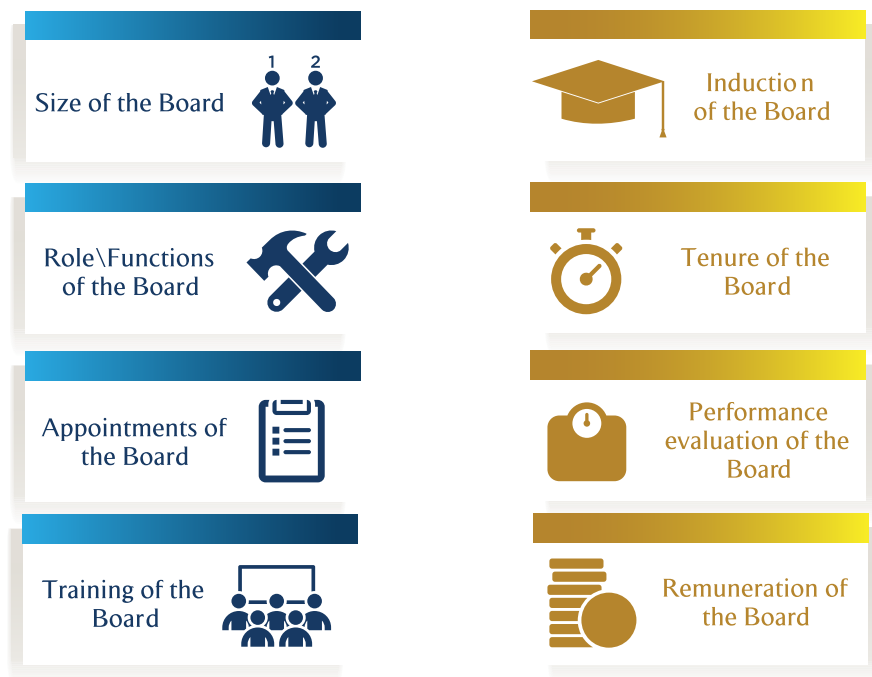 1 2
Size of the Board
Role\Functions
of the Board
Appointments of
the Board
Training of the
Board
Induction
of the Board
Tenure of the
Board
Performance
evaluation of the
Board
Remuneration of
the Board